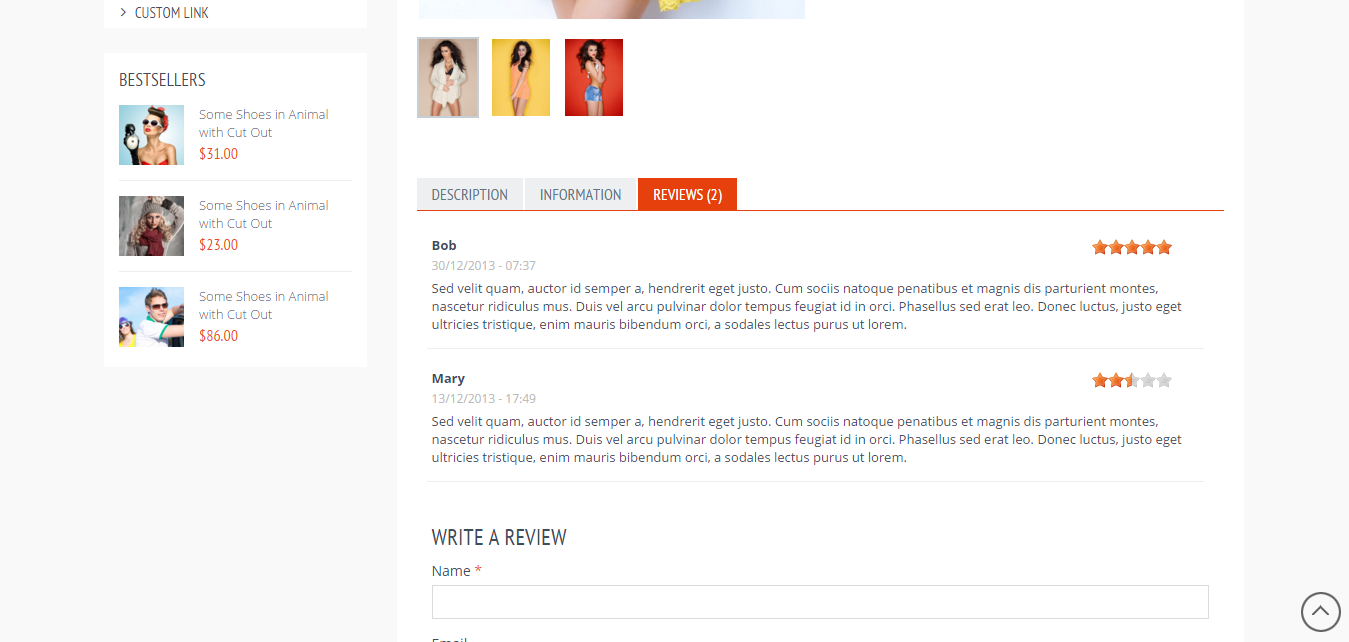 CUSTOM LINK
BESTSELLERS
Some Shoes in Animal
with Cut Out
$31.00
Some Shoes in Animal
with Cut Out
$23.00
Some Shoes in Animal
with Cut Out
$86.00
DESCRIPTION
INFORMATION
REVIEWS (2)
Bob
30/12/2013 - 07:37
Sed velit quam, auctor id semper a, hendrerit eget justo. Cum sociis natoque penatibus et magnis dis parturient montes,
nascetur ridiculus mus. Duis vel arcu pulvinar dolor tempus feugiat id in orci. Phasellus sed erat leo. Donec luctus, justo eget
ultricies tristique, enim mauris bibendum orci, a sodales lectus purus ut lorem.
Mary
13/12/2013 - 17:49
Sed velit quam, auctor id semper a, hendrerit eget justo. Cum sociis natoque penatibus et magnis dis parturient montes,
nascetur ridiculus mus. Duis vel arcu pulvinar dolor tempus feugiat id in orci. Phasellus sed erat leo. Donec luctus, justo eget
ultricies tristique, enim mauris bibendum orci, a sodales lectus purus ut lorem.
WRITE A REVIEW
Name *
Email